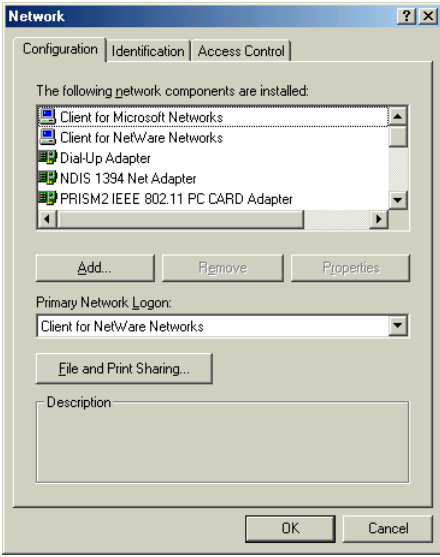 Network
Configuration Identification Access Control
The following network components are installed:
Client for Microsoft Networks
Client for NetWare Networks
Dial-Up Adapter
NDIS 1394 Net Adapter
PRISM2 IEEE 802.11 PC CARD Adapter
Add... Remove Properties
Primary Network Logon:
Client for NetWare Networks
File and Print Sharing...
Description
OK Cancel